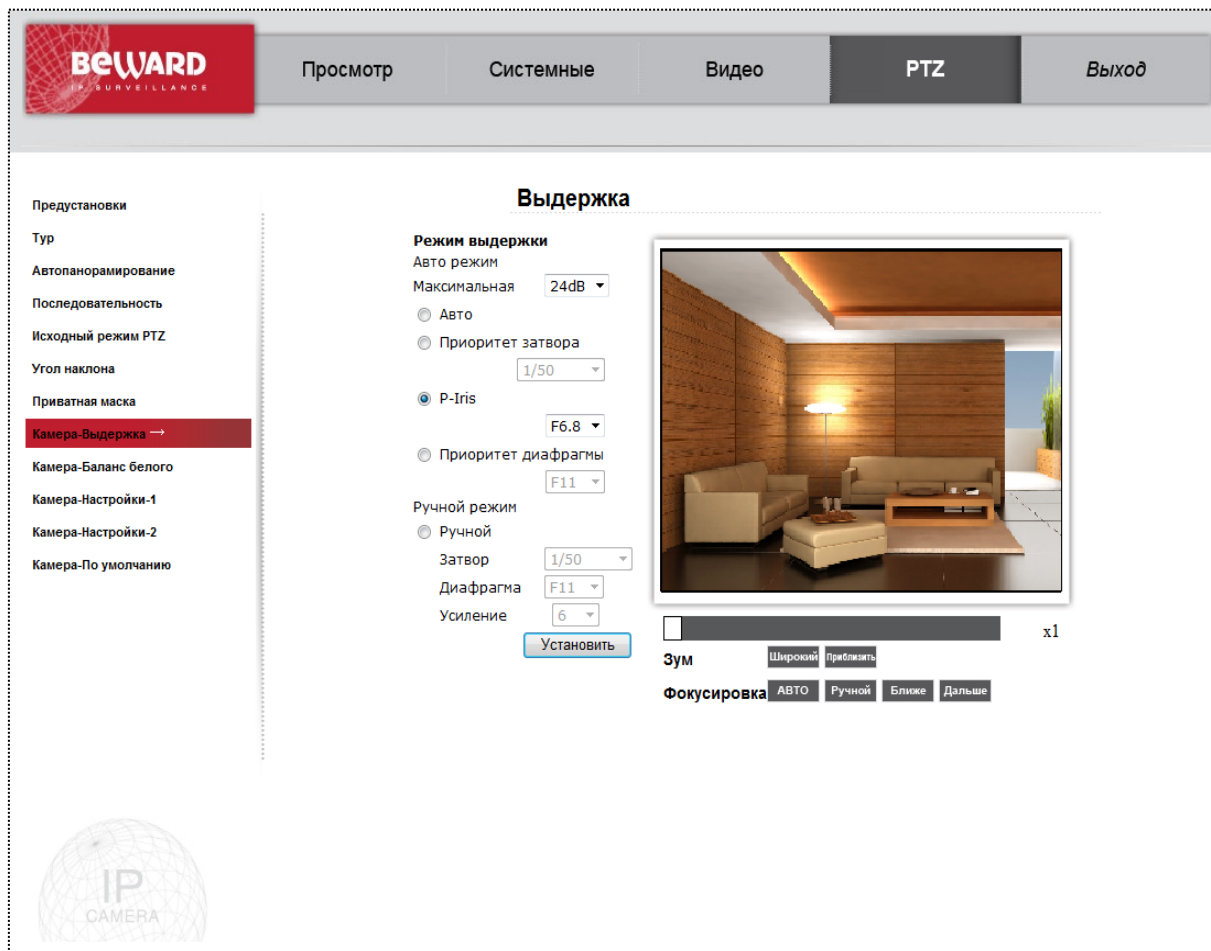 BEWARD
IP SURVEILLANCE
Просмотр
Системные
Видео
PTZ
Выход
Предустановки
Тур
Автопанорамирование
Последовательность
Исходный режим PTZ
Угол наклона
Приватная маска
Камера-Выдержка →
Камера-Баланс белого
Камера-Настройки-1
Камера-Настройки-2
Камера-По умолчанию
Выдержка
Режим выдержки
Авто режим
Максимальная 24dB
Авто
Приоритет затвора
1/50
P-Iris
F6.8
Приоритет диафрагмы
F11
Ручной режим
Ручной
Затвор 1/50
Диафрагма F11
Усиление 6
Установить
x1
Зум Широкий Приблизить
Фокусировка АВТО Ручной Ближе Дальше
IP
CAMERA